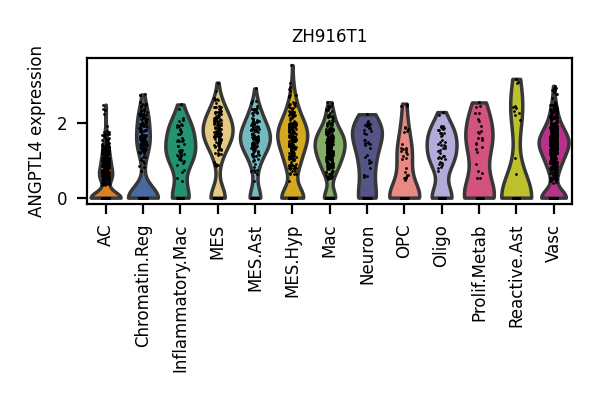 ZH916T1
ANGPTL4 expression
2
0
AC
Chromatin.Reg
Inflammatory.Mac
MES
MES.Ast
MES.Hyp
Mac
Neuron
OPC
Oligo
Prolif.Metab
Reactive.Ast
Vasc